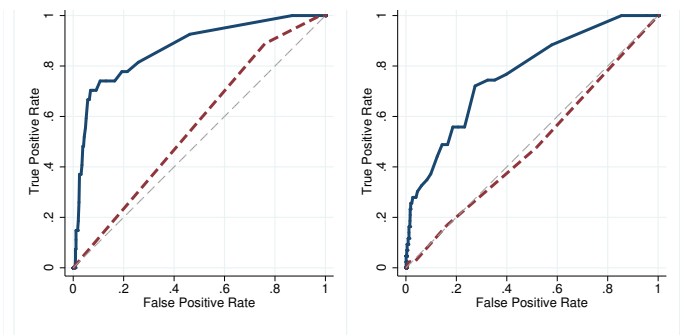 1
.8
.6
.4
.2
0
True Positive Rate
0 .2 .4 .6 .8 1
False Positive Rate
1
.8
.6
.4
.2
0
True Positive Rate
0 .2 .4 .6 .8 1
False Positive Rate